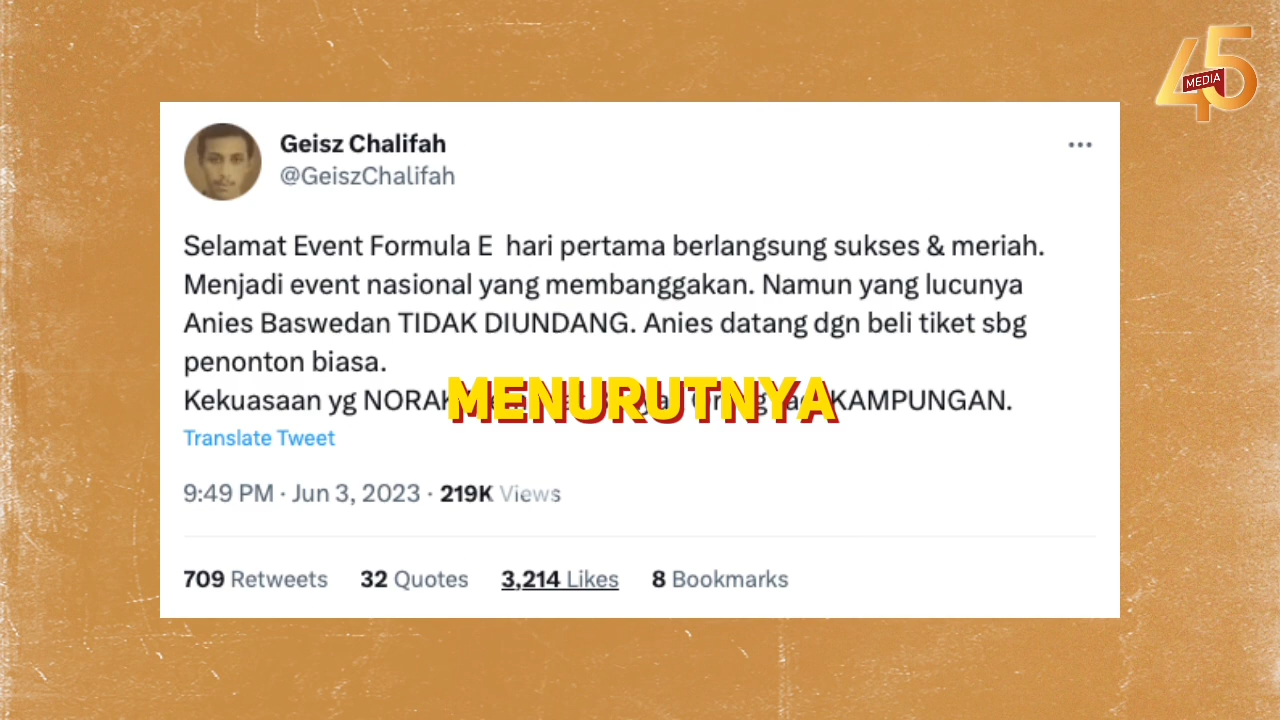 45
MEDIA
Geisz Chalifah
@GeiszChalifah
Selamat Event Formula E hari pertama berlangsung sukses & meriah.
Menjadi event nasional yang membanggakan. Namun yang lucunya
Anies Baswedan TIDAK DIUNDANG. Anies datang dgn beli tiket sbg
penonton biasa.
Kekuasaan yg KAMPUNGAN.
MENURUTNYA
Translate Tweet
9:49 PM · Jun 3, 2023 · 219K Views
709 Retweets 32 Quotes 3,214 Likes 8 Bookmarks